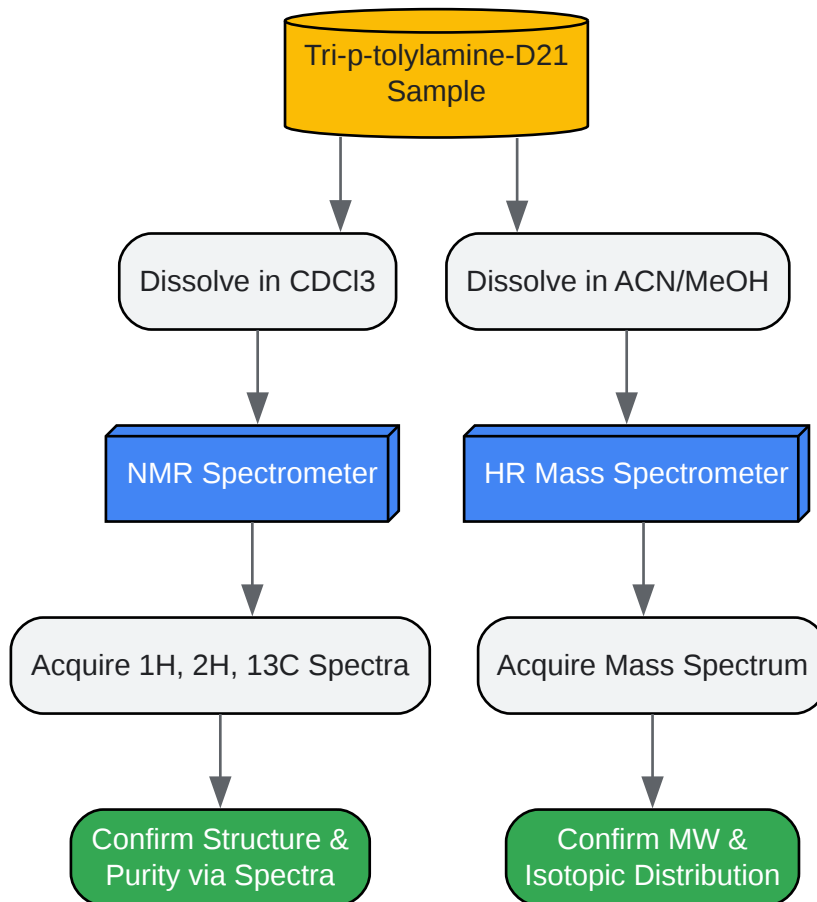 Tri-p-tolylamine-D21
Sample
Dissolve in CDCl3
Dissolve in ACN/MeOH
NMR Spectrometer
HR Mass Spectrometer
Acquire 1H, 2H, 13C Spectra
Acquire Mass Spectrum
Confirm Structure &
Purity via Spectra
Confirm MW &
Isotopic Distribution